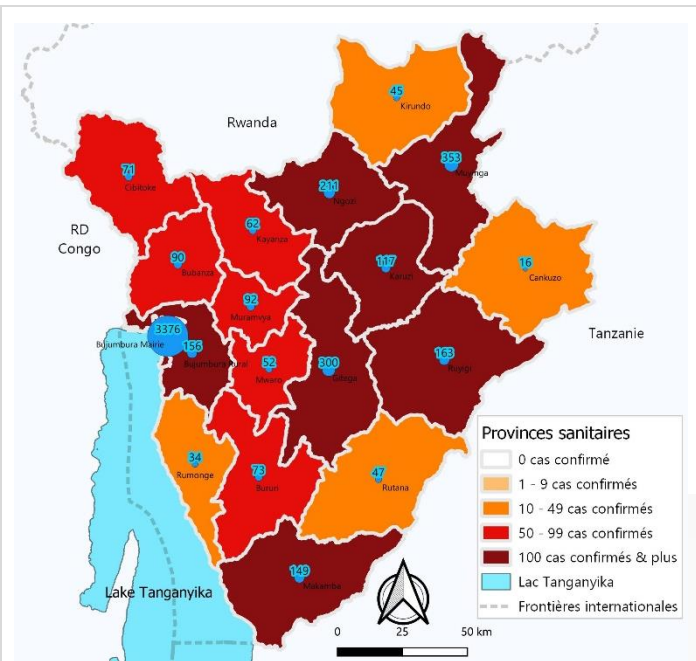 45
Kirundo
Rwanda
353
Muyinga
71
Cibitoke
211
Ngozi
RD
Congo
62
Kayanza
90
Bubanza
117
Karuzi
16
Cankuzo
92
Muramvya
3376
Bujumbura Mairie
156
Bujumbura Rural
Tanzanie
52
Mwaro
300
Gitega
163
Ruyigi
34
Rumonge
73
Bururi
47
Rutana
149
Makamba
Lake Tanganyika
Provinces sanitaires
0 cas confirmé
1 - 9 cas confirmés
10 - 49 cas confirmés
50 - 99 cas confirmés
100 cas confirmés & plus
Lac Tanganyika
Frontières internationales
0 25 50 km